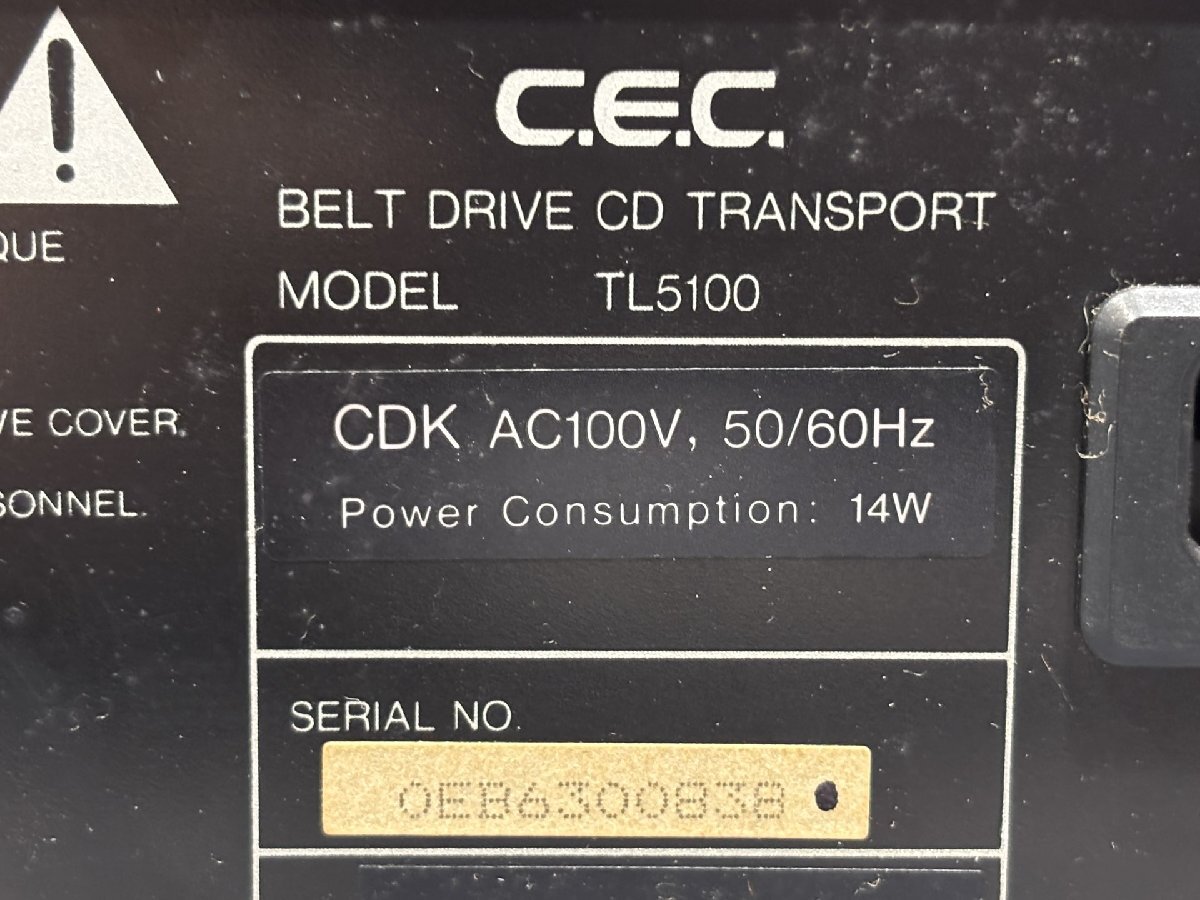 C.E.C.
BELT DRIVE CD TRANSPORT
QUE
MODEL TL5100
VE COVER.
CDK AC100V, 50/60Hz
SONNEL.
Power Consumption: 14W
SERIAL NO.
0EB6300838